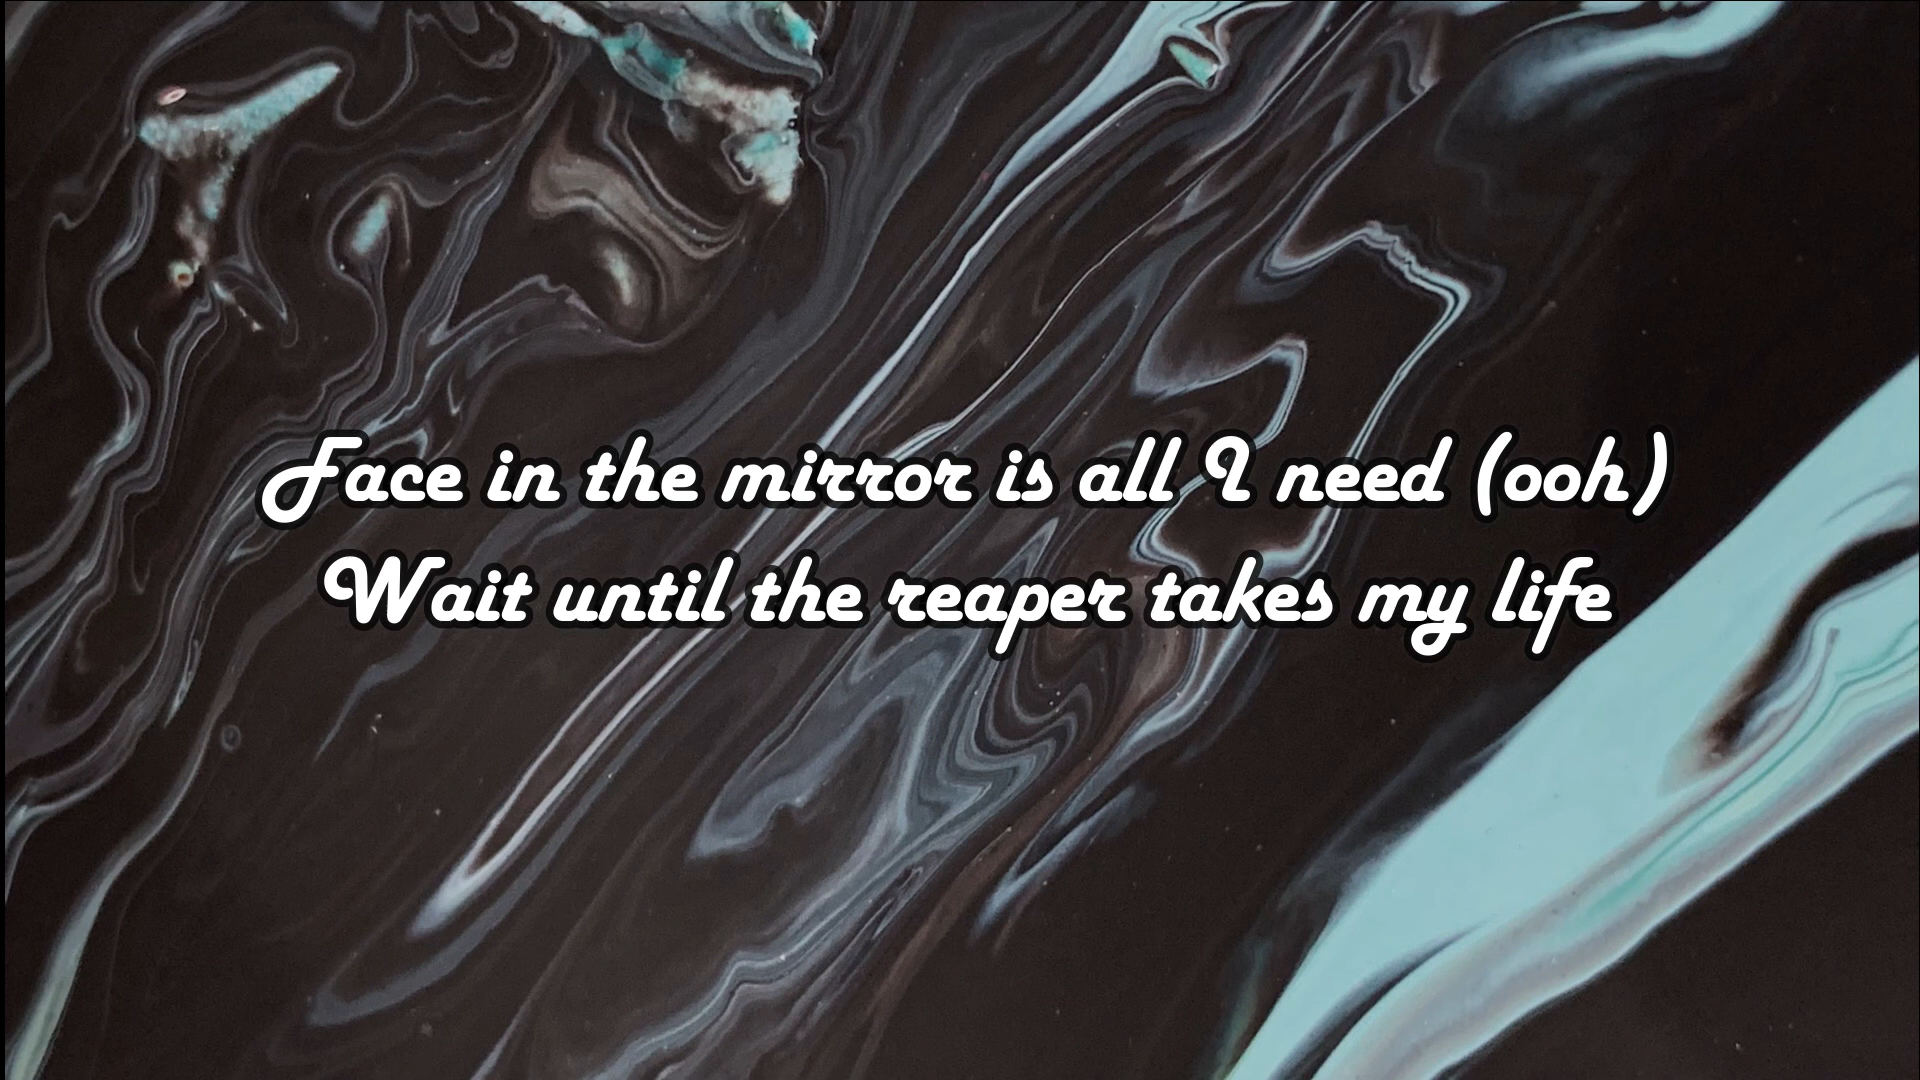 Face in the mirror is all I need (ooh)
Wait until the reaper takes my life